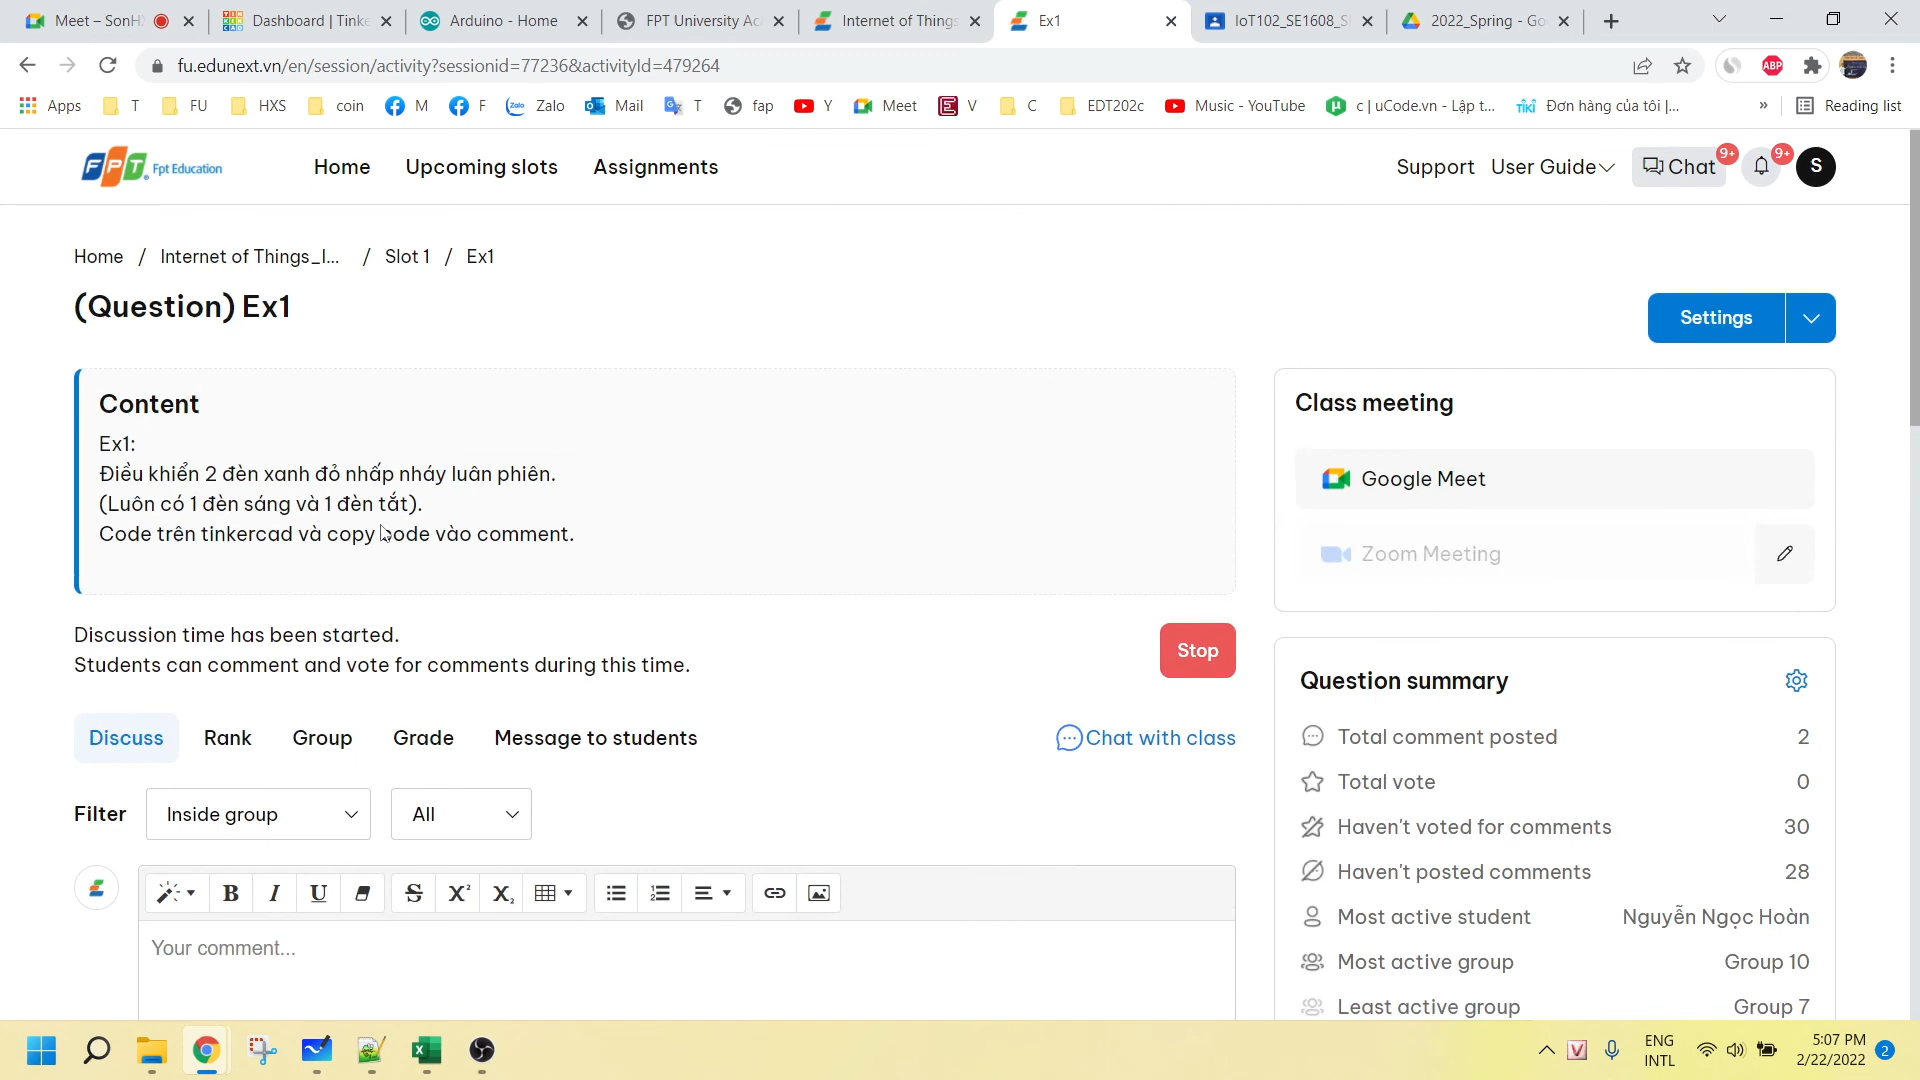 Meet – SonHX
Dashboard | Tinke
Arduino - Home
FPT University Ac
Internet of Things
Ex1
IoT102_SE1608_S
2022_Spring - Go
fu.edunext.vn/en/session/activity?sessionid=77236&activityId=479264
ABP
Apps
T
FU
HXS
coin
M
F
Zalo
Mail
T
fap
Y
Meet
V
C
EDT202c
Music - YouTube
c | uCode.vn - Lập t...
Đơn hàng của tôi |...
»
Reading list
FPT Fpt Education
Home
Upcoming slots
Assignments
Support
User Guide
Chat
9+
9+
S
Home / Internet of Things_I... / Slot 1 / Ex1
(Question) Ex1
Settings
Content
Ex1:
Điều khiển 2 đèn xanh đỏ nhấp nháy luân phiên.
(Luôn có 1 đèn sáng và 1 đèn tắt).
Code trên tinkercad và copy code vào comment.
Class meeting
Google Meet
Zoom Meeting
Discussion time has been started.
Students can comment and vote for comments during this time.
Stop
Discuss
Rank
Group
Grade
Message to students
Chat with class
Filter
Inside group
All
Your comment...
Question summary
Total comment posted 2
Total vote 0
Haven't voted for comments 30
Haven't posted comments 28
Most active student Nguyễn Ngọc Hoàn
Most active group Group 10
Least active group Group 7
ENG
INTL
5:07 PM
2/22/2022
2